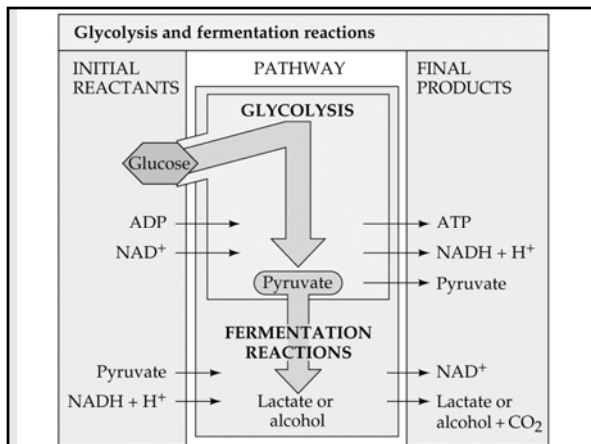 Glycolysis and fermentation reactions
INITIAL
REACTANTS
PATHWAY
FINAL
PRODUCTS
GLYCOLYSIS
Glucose
ADP
ATP
NAD⁺
NADH + H⁺
Pyruvate
Pyruvate
FERMENTATION
REACTIONS
Pyruvate
NAD⁺
NADH + H⁺
Lactate or
alcohol
Lactate or
alcohol + CO₂